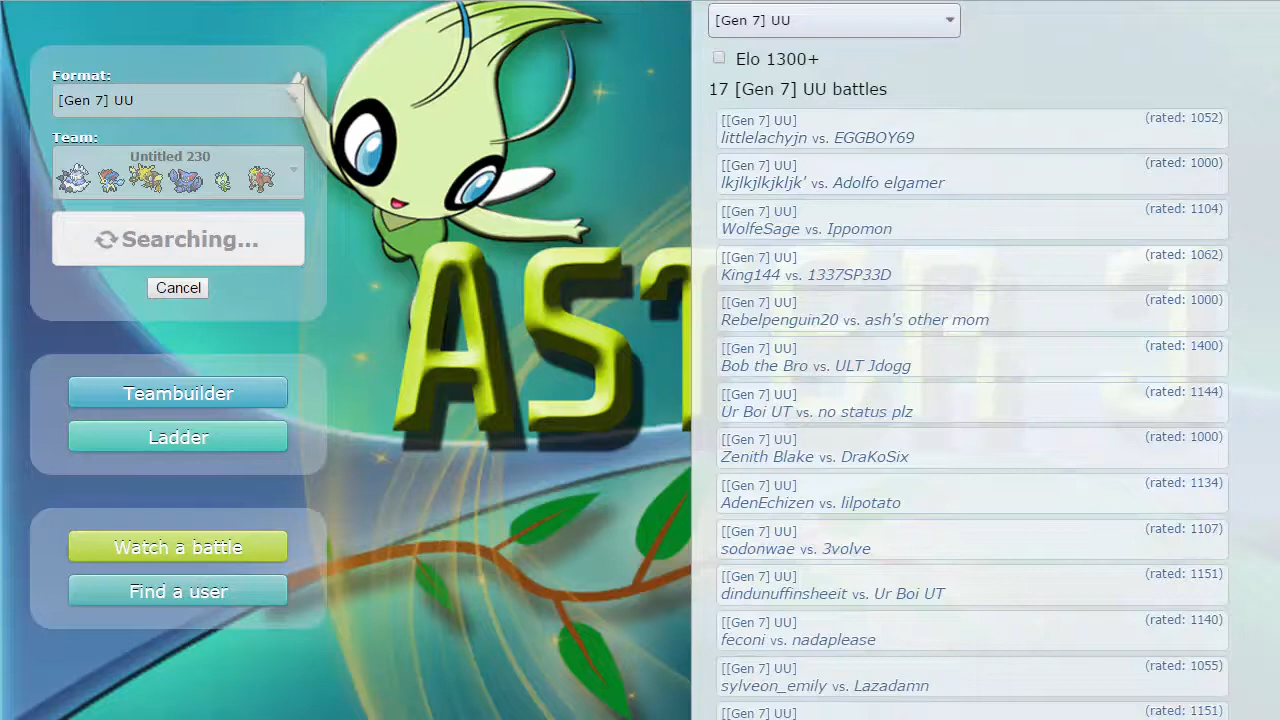 Format:
[Gen 7] UU
Team:
Untitled 230
Searching...
Cancel
Teambuilder
Ladder
Watch a battle
Find a user
AST
[Gen 7] UU
Elo 1300+
17 [Gen 7] UU battles
[[Gen 7] UU] (rated: 1052)
littlelachyjn vs. EGGBOY69
[[Gen 7] UU] (rated: 1000)
lkjlkjlkjkljk' vs. Adolfo elgamer
[[Gen 7] UU] (rated: 1104)
WolfeSage vs. Ippomon
[[Gen 7] UU] (rated: 1062)
King144 vs. 1337SP33D
[[Gen 7] UU] (rated: 1000)
Rebelpenguin20 vs. ash's other mom
[[Gen 7] UU] (rated: 1400)
Bob the Bro vs. ULT Jdogg
[[Gen 7] UU] (rated: 1144)
Ur Boi UT vs. no status plz
[[Gen 7] UU] (rated: 1000)
Zenith Blake vs. DraKoSix
[[Gen 7] UU] (rated: 1134)
AdenEchizen vs. lilpotato
[[Gen 7] UU] (rated: 1107)
sodonwae vs. 3volve
[[Gen 7] UU] (rated: 1151)
dindunuffinsheeit vs. Ur Boi UT
[[Gen 7] UU] (rated: 1140)
feconi vs. nadaplease
[[Gen 7] UU] (rated: 1055)
sylveon_emily vs. Lazadamn
[[Gen 7] UU] (rated: 1151)